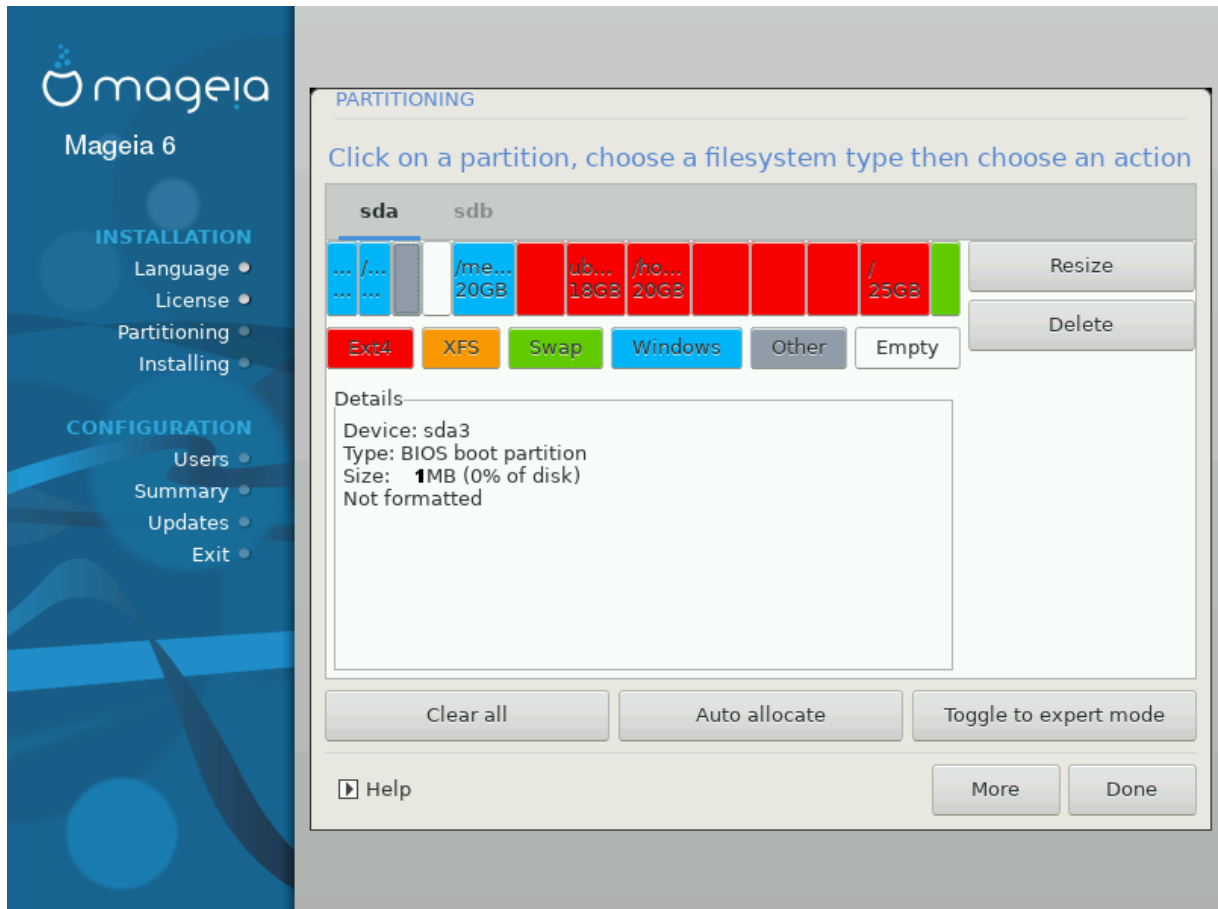 mageia
Mageia 6
INSTALLATION
Language
License
Partitioning
Installing
CONFIGURATION
Users
Summary
Updates
Exit
PARTITIONING
Click on a partition, choose a filesystem type then choose an action
sda sdb
... /... /me... ub... /ho... /
... ... 20GB 18GB 20GB 25GB
Resize
Delete
Ext4 XFS Swap Windows Other Empty
Details
Device: sda3
Type: BIOS boot partition
Size: 1MB (0% of disk)
Not formatted
Clear all Auto allocate Toggle to expert mode
Help More Done